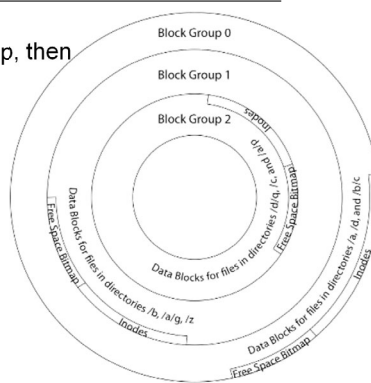 p, then
Block Group 0
Block Group 1
Block Group 2
Inodes
Free Space Bitmap
Data Blocks for files in directories /d/q, /c, and /a/p
Data Blocks for files in directories /b, /a/g, /z
Free Space Bitmap
Inodes
Data Blocks for files in directories /a, /d, and /b/c
Free Space Bitmap
Inodes